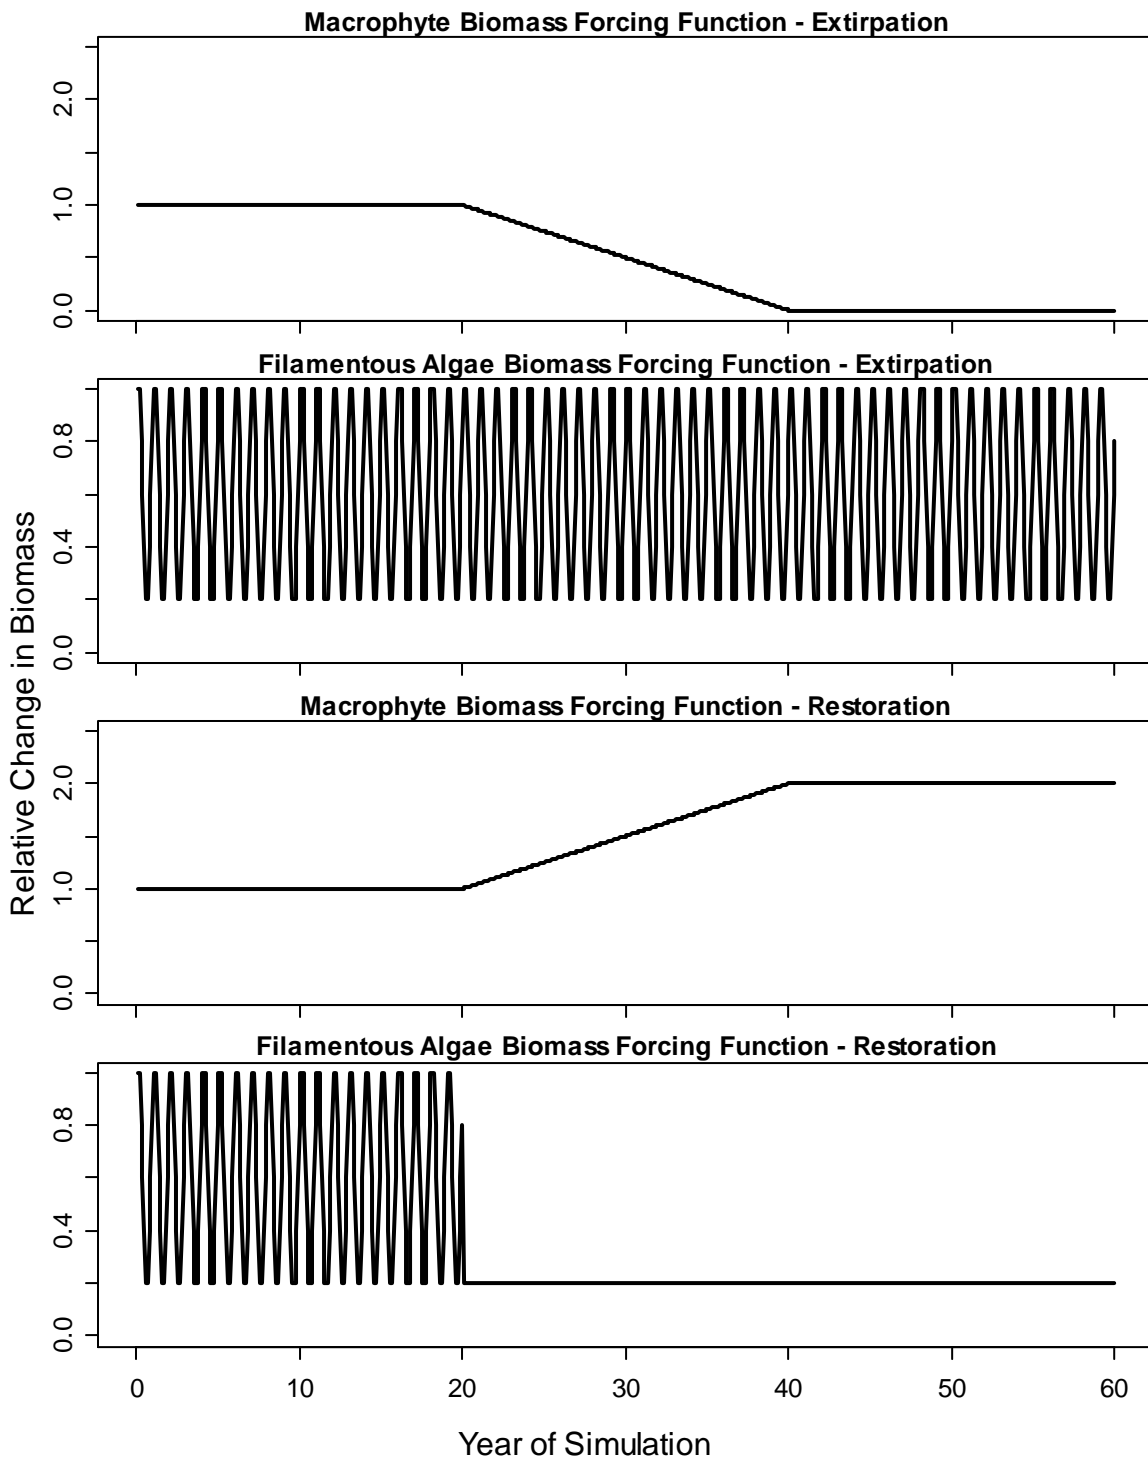 Macrophyte Biomass Forcing Function - Extirpation
2.0
1.0
0.0
Filamentous Algae Biomass Forcing Function - Extirpation
0.8
0.4
0.0
Relative Change in Biomass
Macrophyte Biomass Forcing Function - Restoration
2.0
1.0
0.0
Filamentous Algae Biomass Forcing Function - Restoration
0.8
0.4
0.0
0 10 20 30 40 50 60
Year of Simulation